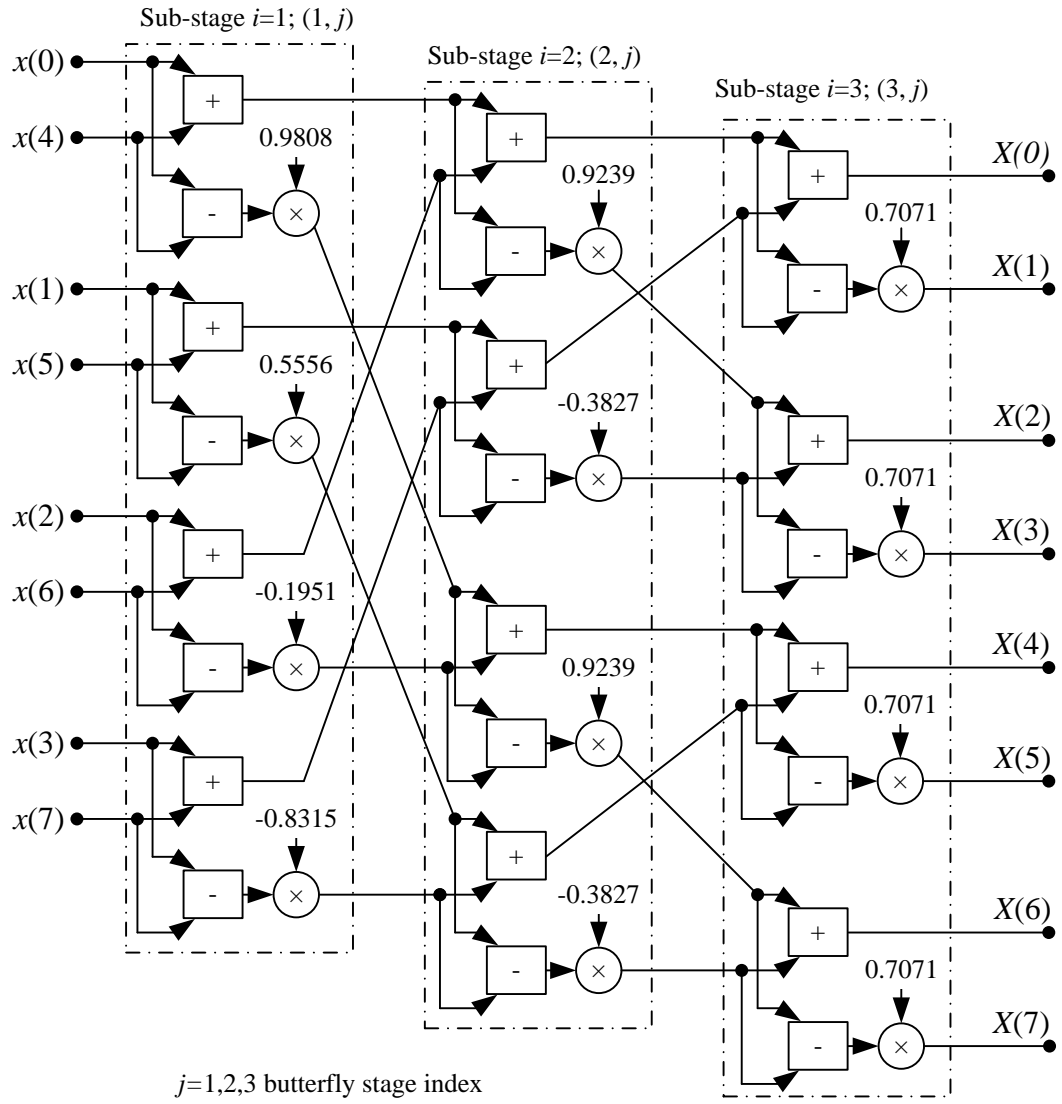 Sub-stage i=1; (1, j)
Sub-stage i=2; (2, j)
Sub-stage i=3; (3, j)
x(0)
+
x(4)
0.9808
-
×
x(1)
+
x(5)
0.5556
-
×
x(2)
+
x(6)
-0.1951
-
×
x(3)
+
x(7)
-0.8315
-
×
+
0.9239
-
×
+
-0.3827
-
×
+
0.9239
-
×
+
-0.3827
-
×
+
X(0)
0.7071
-
×
X(1)
+
X(2)
0.7071
-
×
X(3)
+
X(4)
0.7071
-
×
X(5)
+
X(6)
0.7071
-
×
X(7)
j=1,2,3 butterfly stage index